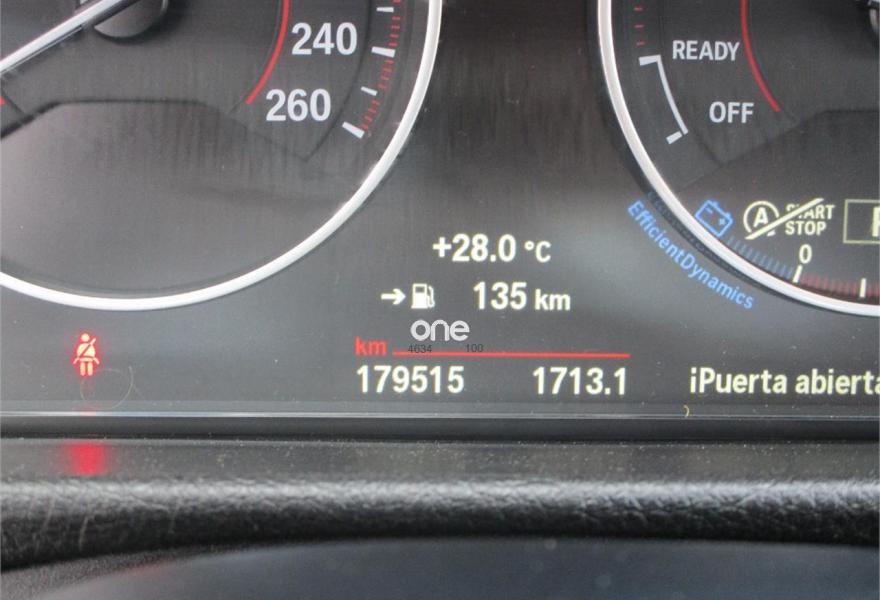 240
260
READY
OFF
A START
STOP
0
EfficientDynamics
+28.0 °C
135 km
one
km 4634 100
179515 1713.1 ¡Puerta abierta